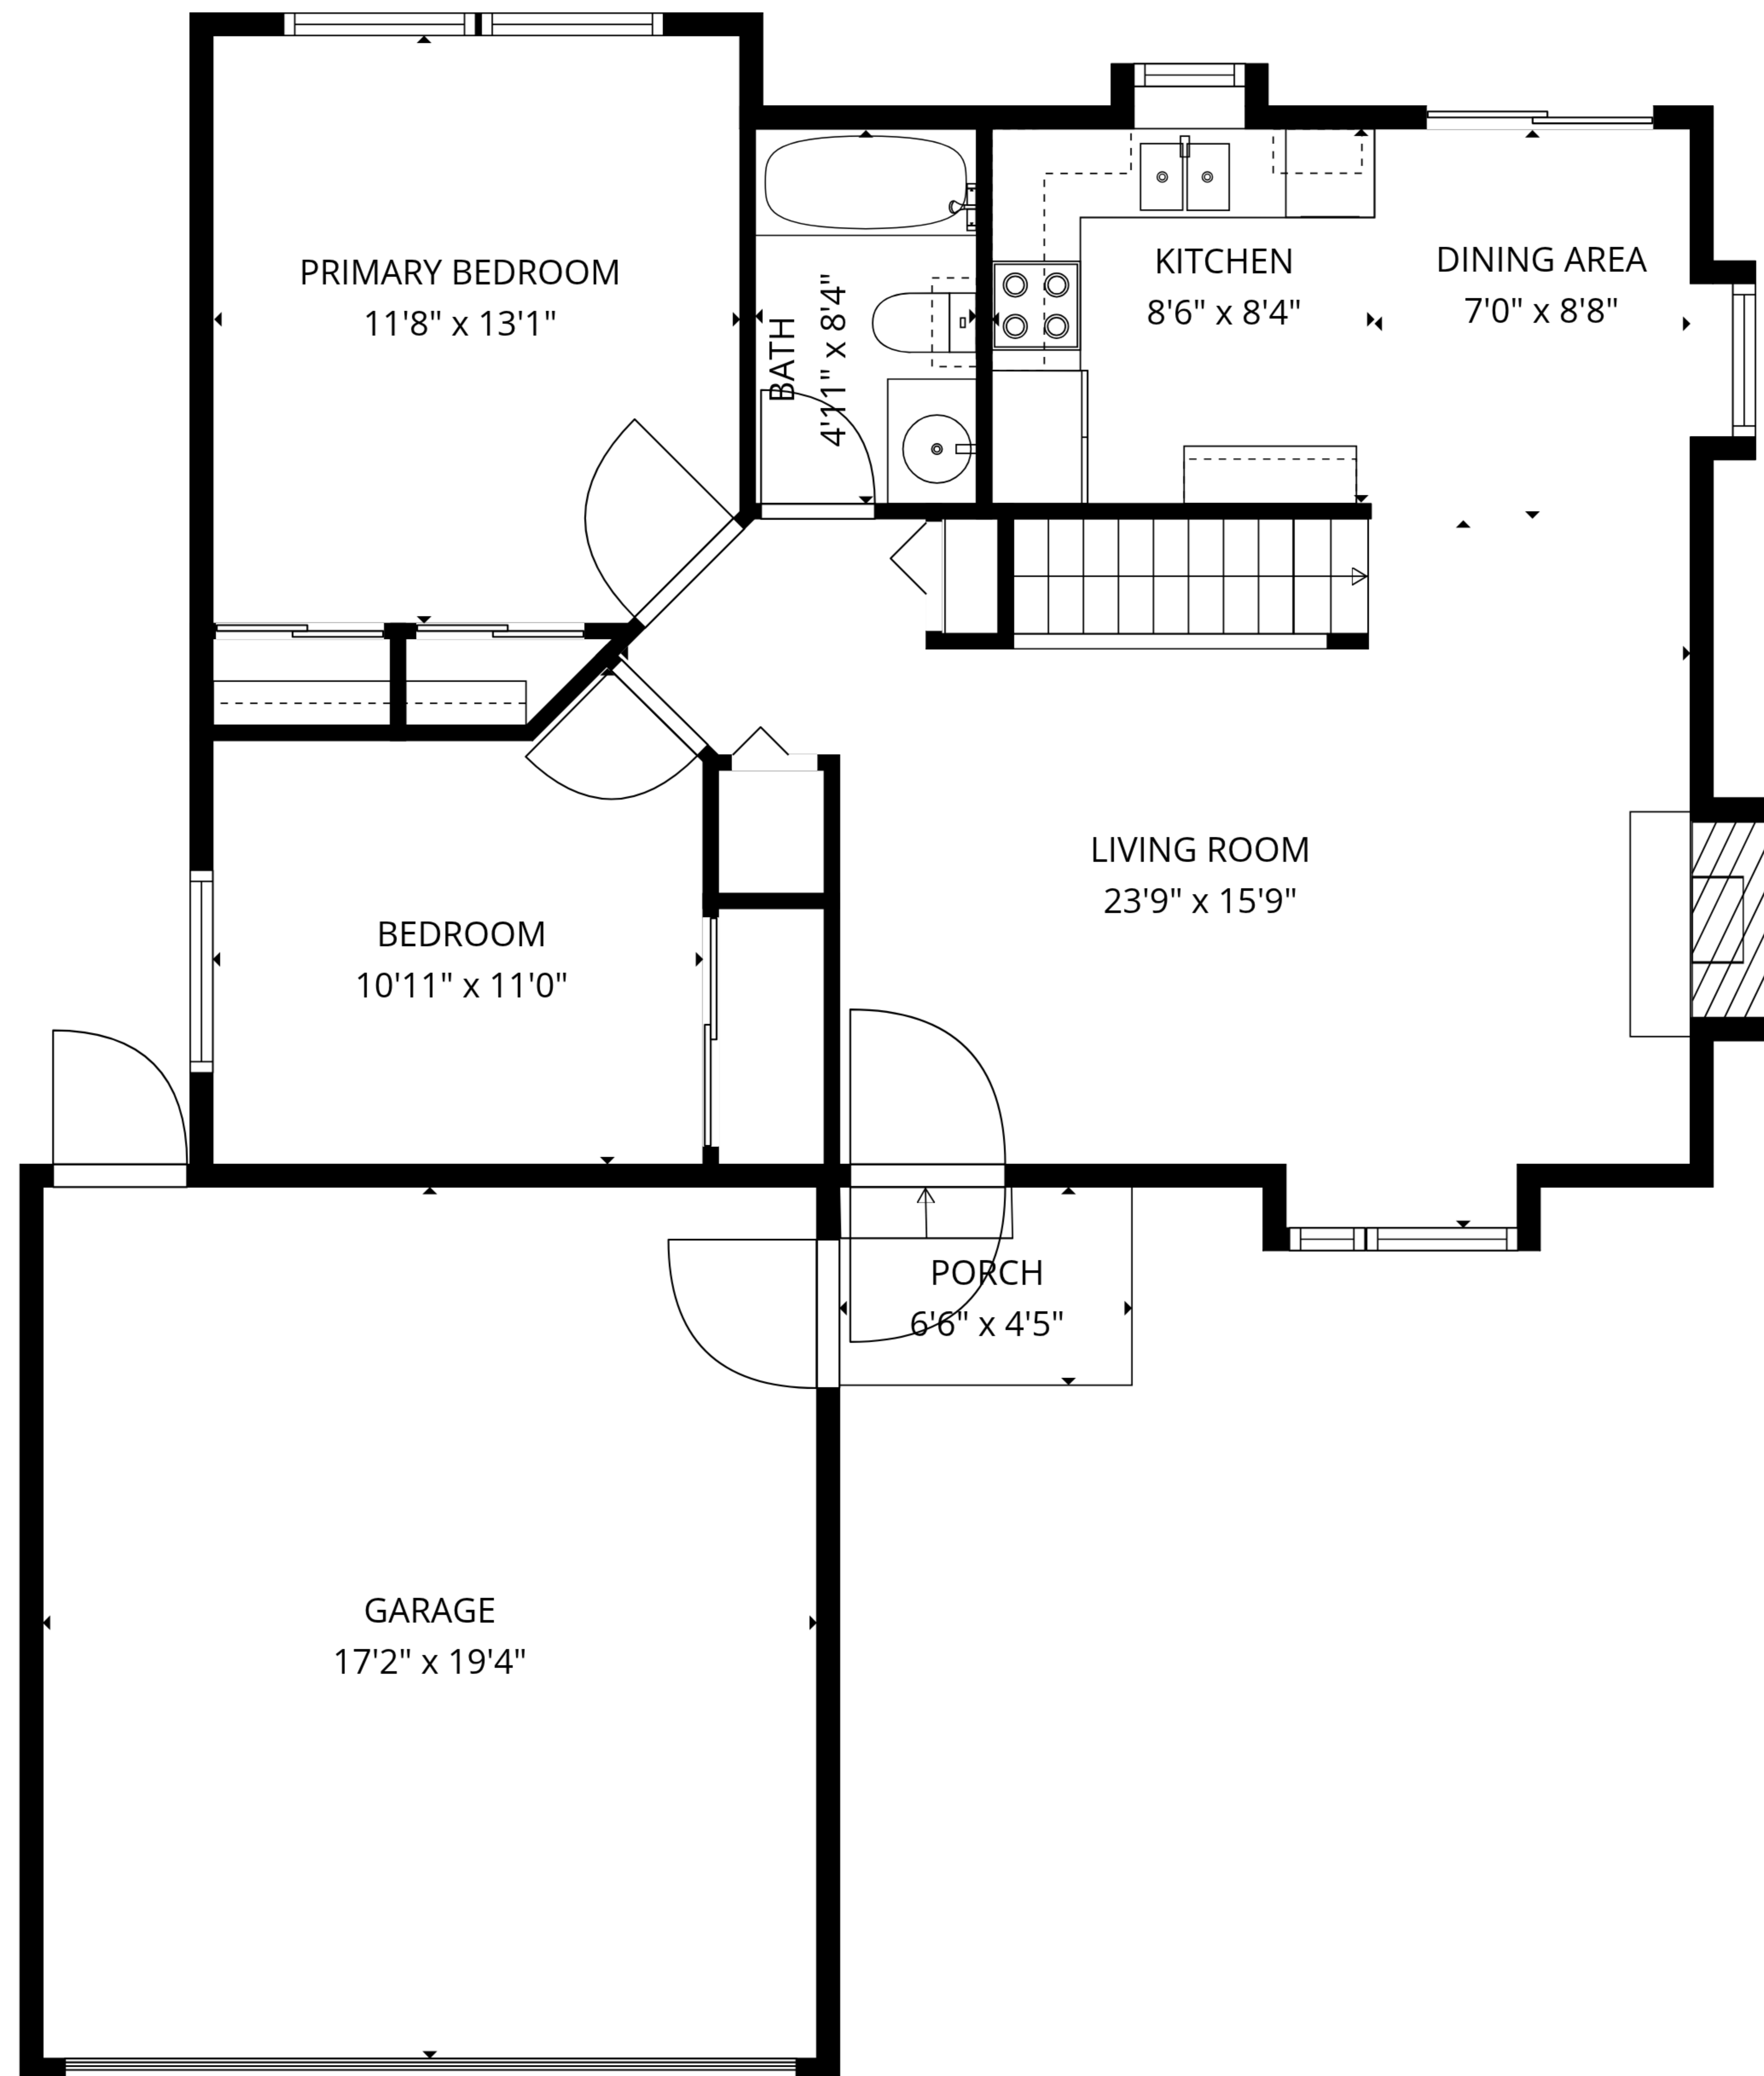 PRIMARY BEDROOM
11'8" x 13'1"
BATH
4'11" x 8'4"
KITCHEN
8'6" x 8'4"
DINING AREA
7'0" x 8'8"
LIVING ROOM
23'9" x 15'9"
BEDROOM
10'11" x 11'0"
PORCH
6'6" x 4'5"
GARAGE
17'2" x 19'4"